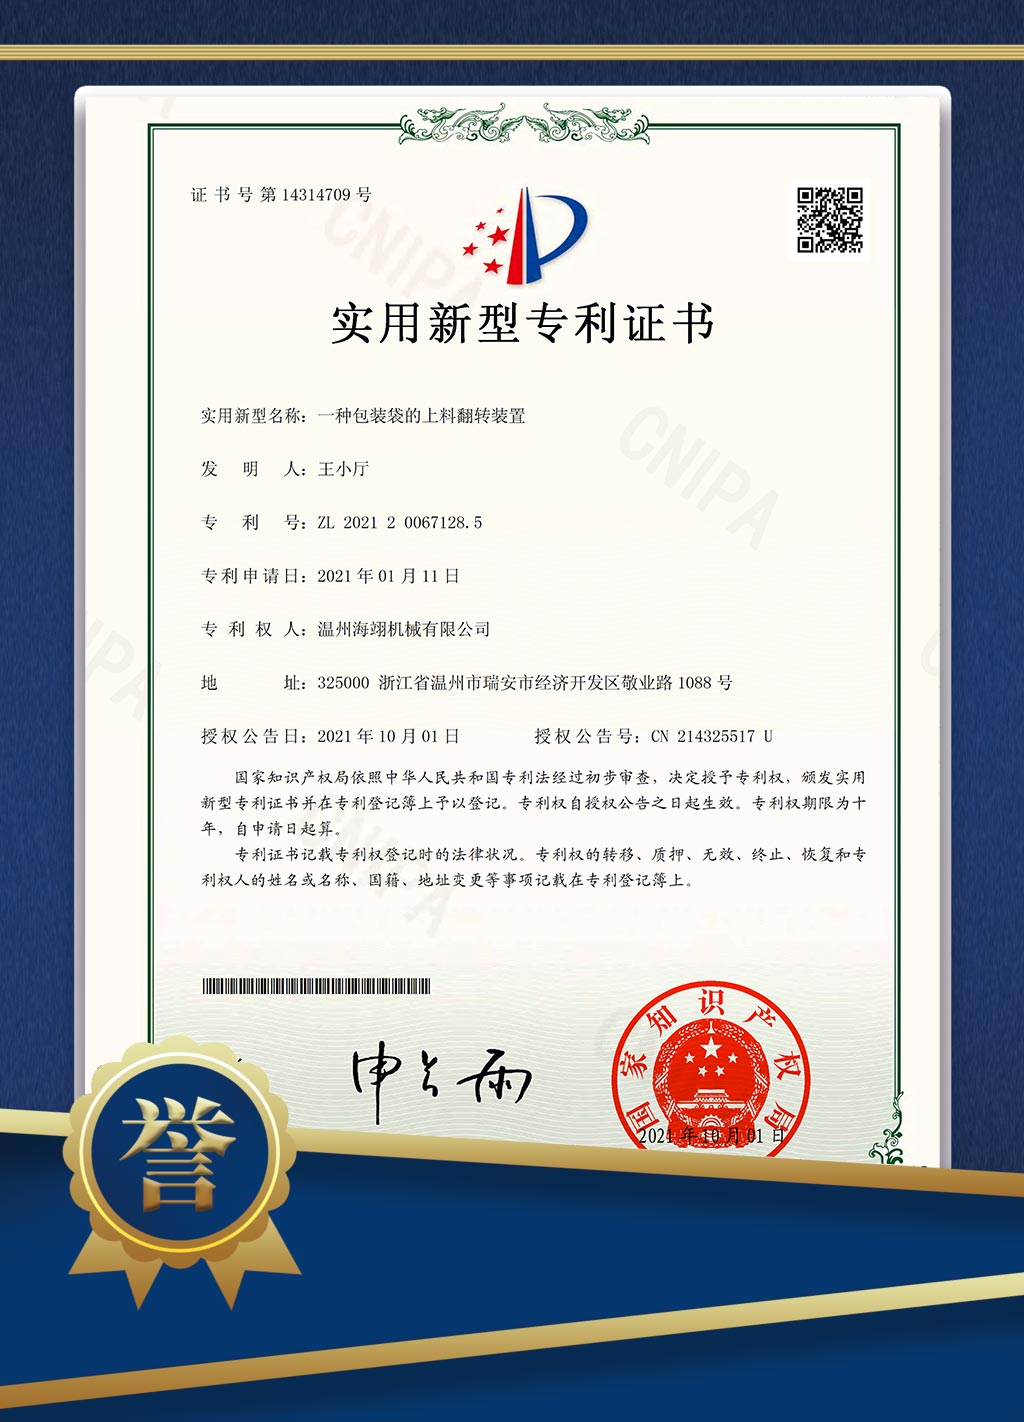 证书号第14314709号
实用新型专利证书
实用新型名称：一种包装袋的上料翻转装置
发明人：王小厅
专利号：ZL 2021 2 0067128.5
专利申请日：2021年01月11日
专利权人：温州海翊机械有限公司
地址：325000 浙江省温州市瑞安市经济开发区敬业路1088号
授权公告日：2021年10月01日 授权公告号：CN 214325517 U
国家知识产权局依照中华人民共和国专利法经过初步审查，决定授予专利权，颁发实用
新型专利证书并在专利登记簿上予以登记。专利权自授权公告之日起生效。专利权期限为十
年，自申请日起算。
专利证书记载专利权登记时的法律状况。专利权的转移、质押、无效、终止、恢复和专
利权人的姓名或名称、国籍、地址变更等事项记载在专利登记簿上。
国家知识产权局
申长雨
2021年10月01日
誉
CNIPA
CNIPA
CNIPA